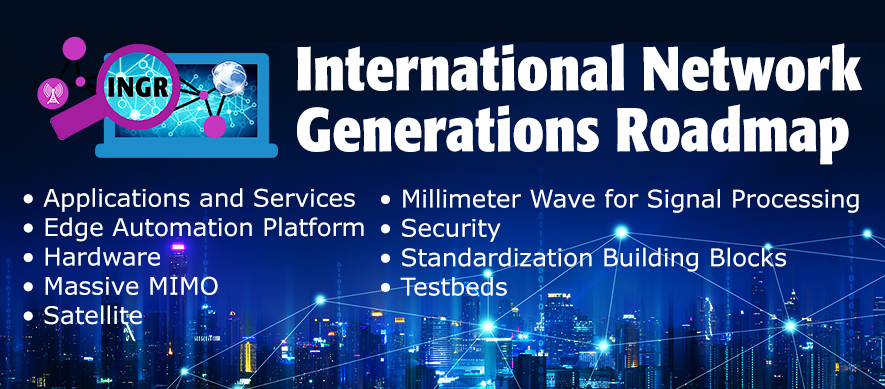 INGR
International Network
Generations Roadmap
• Applications and Services
• Edge Automation Platform
• Hardware
• Massive MIMO
• Satellite
• Millimeter Wave for Signal Processing
• Security
• Standardization Building Blocks
• Testbeds